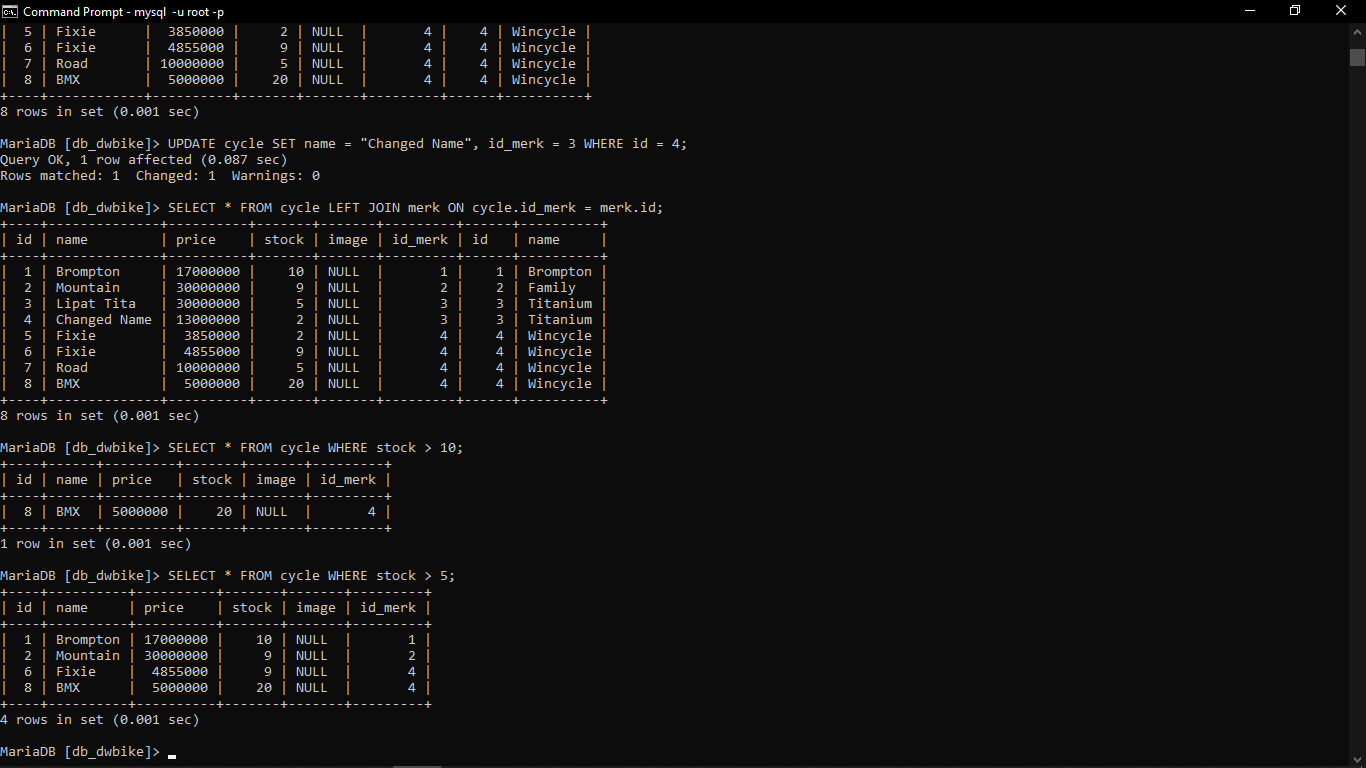 Command Prompt - mysql -u root -p
|  5 | Fixie      |  3850000 |     2 | NULL  |       4 |    4 | Wincycle |
|  6 | Fixie      |  4855000 |     9 | NULL  |       4 |    4 | Wincycle |
|  7 | Road       | 10000000 |     5 | NULL  |       4 |    4 | Wincycle |
|  8 | BMX        |  5000000 |    20 | NULL  |       4 |    4 | Wincycle |
+----+------------+----------+-------+-------+---------+------+----------+
8 rows in set (0.001 sec)
MariaDB [db_dwbike]> UPDATE cycle SET name = "Changed Name", id_merk = 3 WHERE id = 4;
Query OK, 1 row affected (0.087 sec)
Rows matched: 1  Changed: 1  Warnings: 0
MariaDB [db_dwbike]> SELECT * FROM cycle LEFT JOIN merk ON cycle.id_merk = merk.id;
+----+--------------+----------+-------+-------+---------+------+----------+
| id | name         | price    | stock | image | id_merk | id   | name     |
+----+--------------+----------+-------+-------+---------+------+----------+
|  1 | Brompton     | 17000000 |    10 | NULL  |       1 |    1 | Brompton |
|  2 | Mountain     | 30000000 |     9 | NULL  |       2 |    2 | Family   |
|  3 | Lipat Tita   | 30000000 |     5 | NULL  |       3 |    3 | Titanium |
|  4 | Changed Name | 13000000 |     2 | NULL  |       3 |    3 | Titanium |
|  5 | Fixie        |  3850000 |     2 | NULL  |       4 |    4 | Wincycle |
|  6 | Fixie        |  4855000 |     9 | NULL  |       4 |    4 | Wincycle |
|  7 | Road         | 10000000 |     5 | NULL  |       4 |    4 | Wincycle |
|  8 | BMX          |  5000000 |    20 | NULL  |       4 |    4 | Wincycle |
+----+--------------+----------+-------+-------+---------+------+----------+
8 rows in set (0.001 sec)
MariaDB [db_dwbike]> SELECT * FROM cycle WHERE stock > 10;
+----+------+---------+-------+-------+---------+
| id | name | price   | stock | image | id_merk |
+----+------+---------+-------+-------+---------+
|  8 | BMX  | 5000000 |    20 | NULL  |       4 |
+----+------+---------+-------+-------+---------+
1 row in set (0.001 sec)
MariaDB [db_dwbike]> SELECT * FROM cycle WHERE stock > 5;
+----+----------+----------+-------+-------+---------+
| id | name     | price    | stock | image | id_merk |
+----+----------+----------+-------+-------+---------+
|  1 | Brompton | 17000000 |    10 | NULL  |       1 |
|  2 | Mountain | 30000000 |     9 | NULL  |       2 |
|  6 | Fixie    |  4855000 |     9 | NULL  |       4 |
|  8 | BMX      |  5000000 |    20 | NULL  |       4 |
+----+----------+----------+-------+-------+---------+
4 rows in set (0.001 sec)
MariaDB [db_dwbike]> _